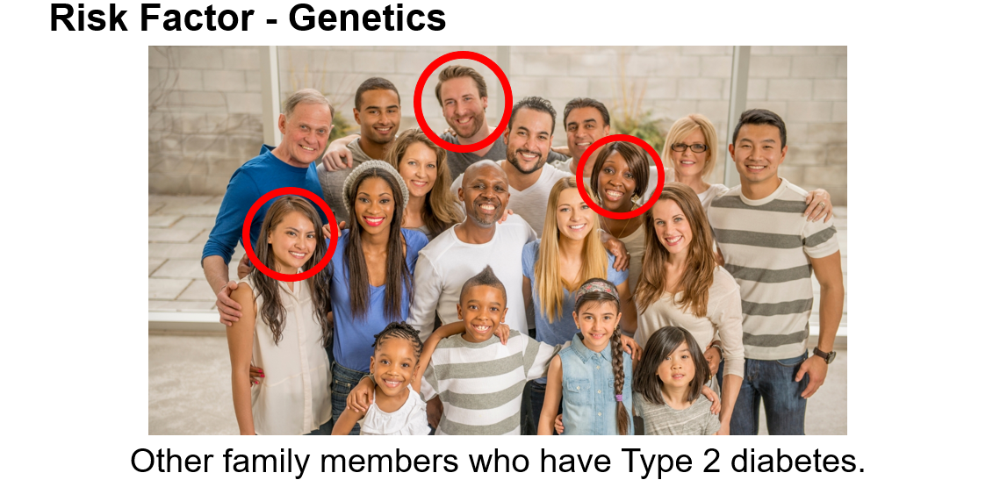 Risk Factor - Genetics
Other family members who have Type 2 diabetes.